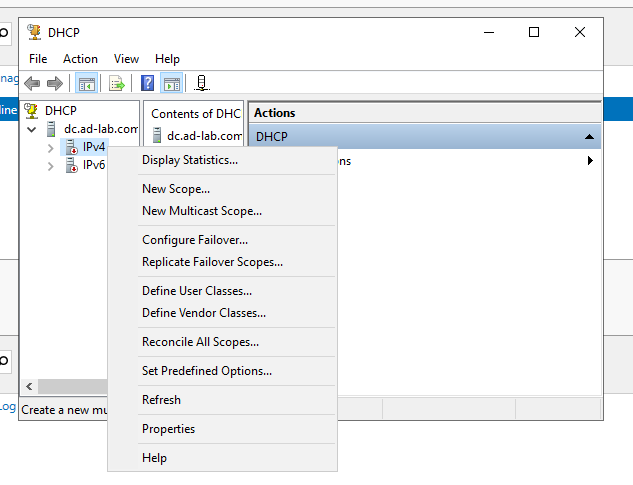 DHCP
File Action View Help
nag
line
DHCP
dc.ad-lab.com
IPv4
IPv6
Contents of DHC
dc.ad-lab.com
Actions
DHCP
ons
Display Statistics...
New Scope...
New Multicast Scope...
Configure Failover...
Replicate Failover Scopes...
Define User Classes...
Define Vendor Classes...
Reconcile All Scopes...
Set Predefined Options...
Refresh
Properties
Help
Log
Create a new mu